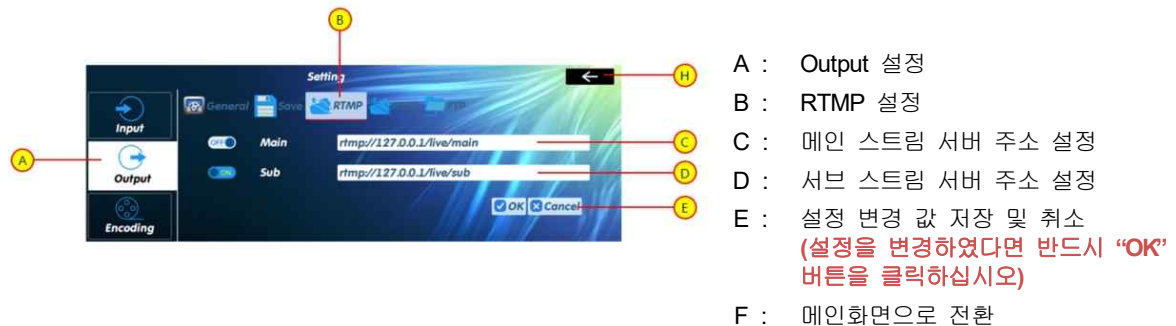 B
Setting
H
General
Save
RTMP
FTP
Input
OFF
Main
rtmp://127.0.0.1/live/main
C
A
Output
ON
Sub
rtmp://127.0.0.1/live/sub
D
OK
Cancel
E
Encoding
A : Output 설정
B : RTMP 설정
C : 메인 스트림 서버 주소 설정
D : 서브 스트림 서버 주소 설정
E : 설정 변경 값 저장 및 취소
(설정을 변경하였다면 반드시 “OK”
버튼을 클릭하십시오)
F : 메인화면으로 전환